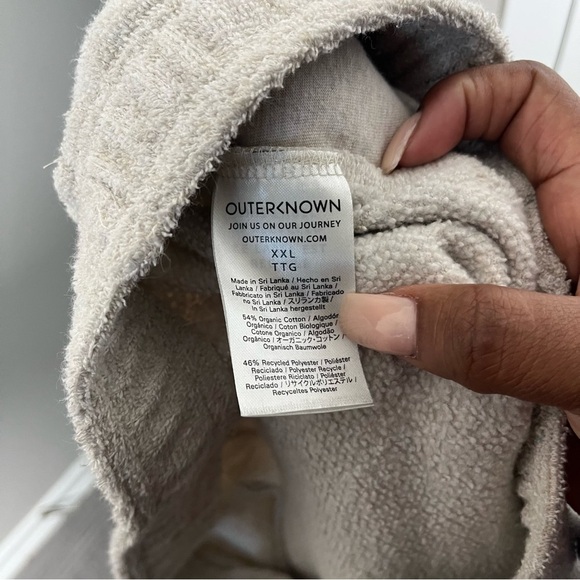 OUTERKNOWN
JOIN US ON OUR JOURNEY
OUTERKNOWN.COM
XXL
TTG
Made in Sri Lanka / Hecho en Sri
Lanka / Fabriqué au Sri Lanka /
Fabbricato in Sri Lanka / Fabricado
no Sri Lanka / スリランカ製 /
In Sri Lanka hergestellt
54% Organic Cotton / Algodón
Orgánico / Coton Biologique /
Cotone Organico / Algodão
Orgânico / オーガニック・コットン /
Organisch Baumwole
46% Recycled Polyester / Poliéster
Reciclado / Polyester Recycle /
Poliestere Riciclato / Poliéster
Reciclado / リサイクルポリエステル /
Recyceltes Polyester